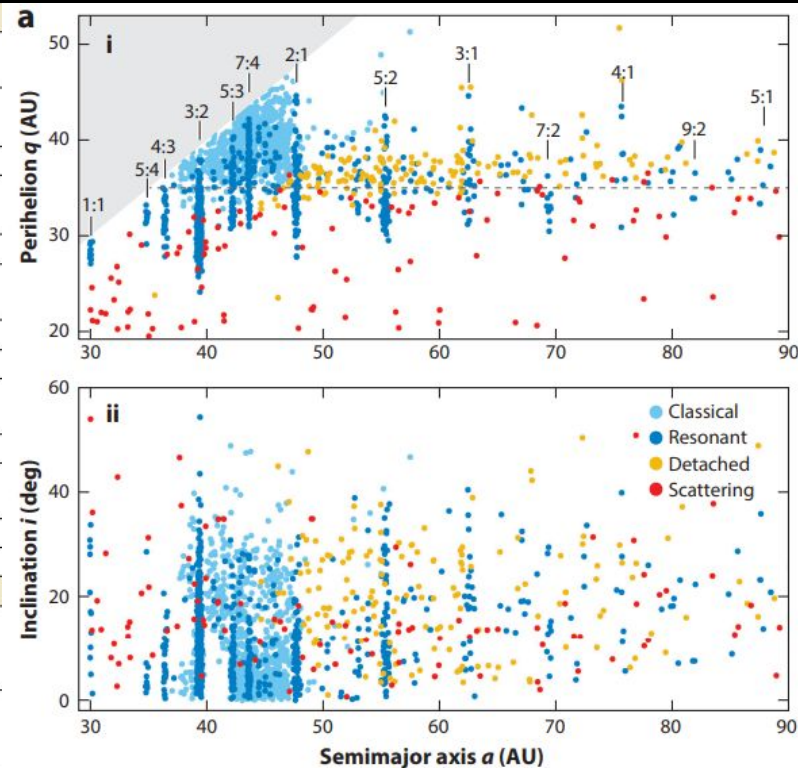 a
i
50
40
30
20
Perihelion q (AU)
1:1
5:4
4:3
3:2
5:3
7:4
2:1
5:2
3:1
7:2
4:1
9:2
5:1
30 40 50 60 70 80 90
ii
60
40
20
0
Inclination i (deg)
Classical
Resonant
Detached
Scattering
30 40 50 60 70 80 90
Semimajor axis a (AU)